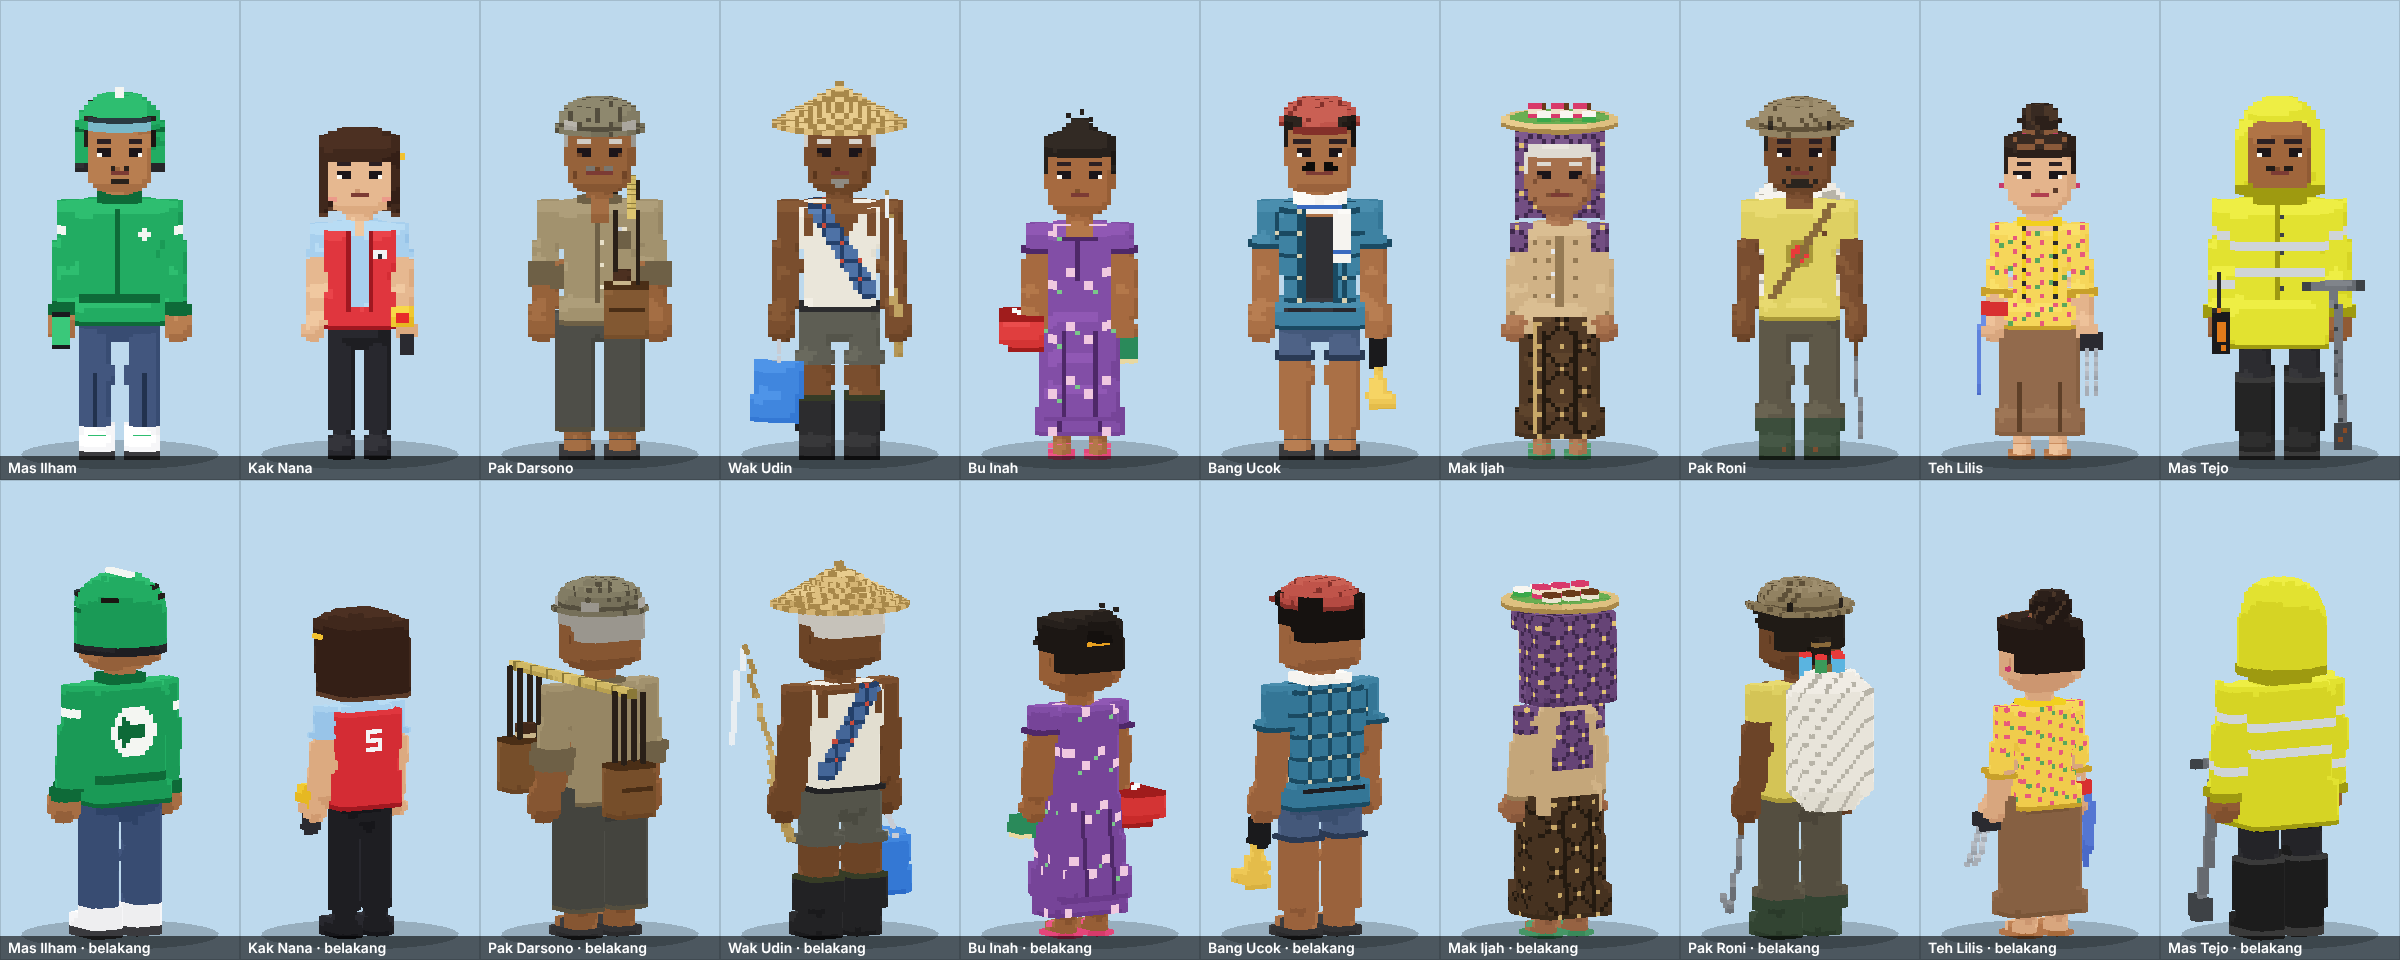 Mas Ilham
Kak Nana
Pak Darsono
Wak Udin
Bu Inah
Bang Ucok
Mak Ijah
Pak Roni
Teh Lilis
Mas Tejo
S
Mas Ilham · belakang
Kak Nana · belakang
Pak Darsono · belakang
Wak Udin · belakang
Bu Inah · belakang
Bang Ucok · belakang
Mak Ijah · belakang
Pak Roni · belakang
Teh Lilis · belakang
Mas Tejo · belakang